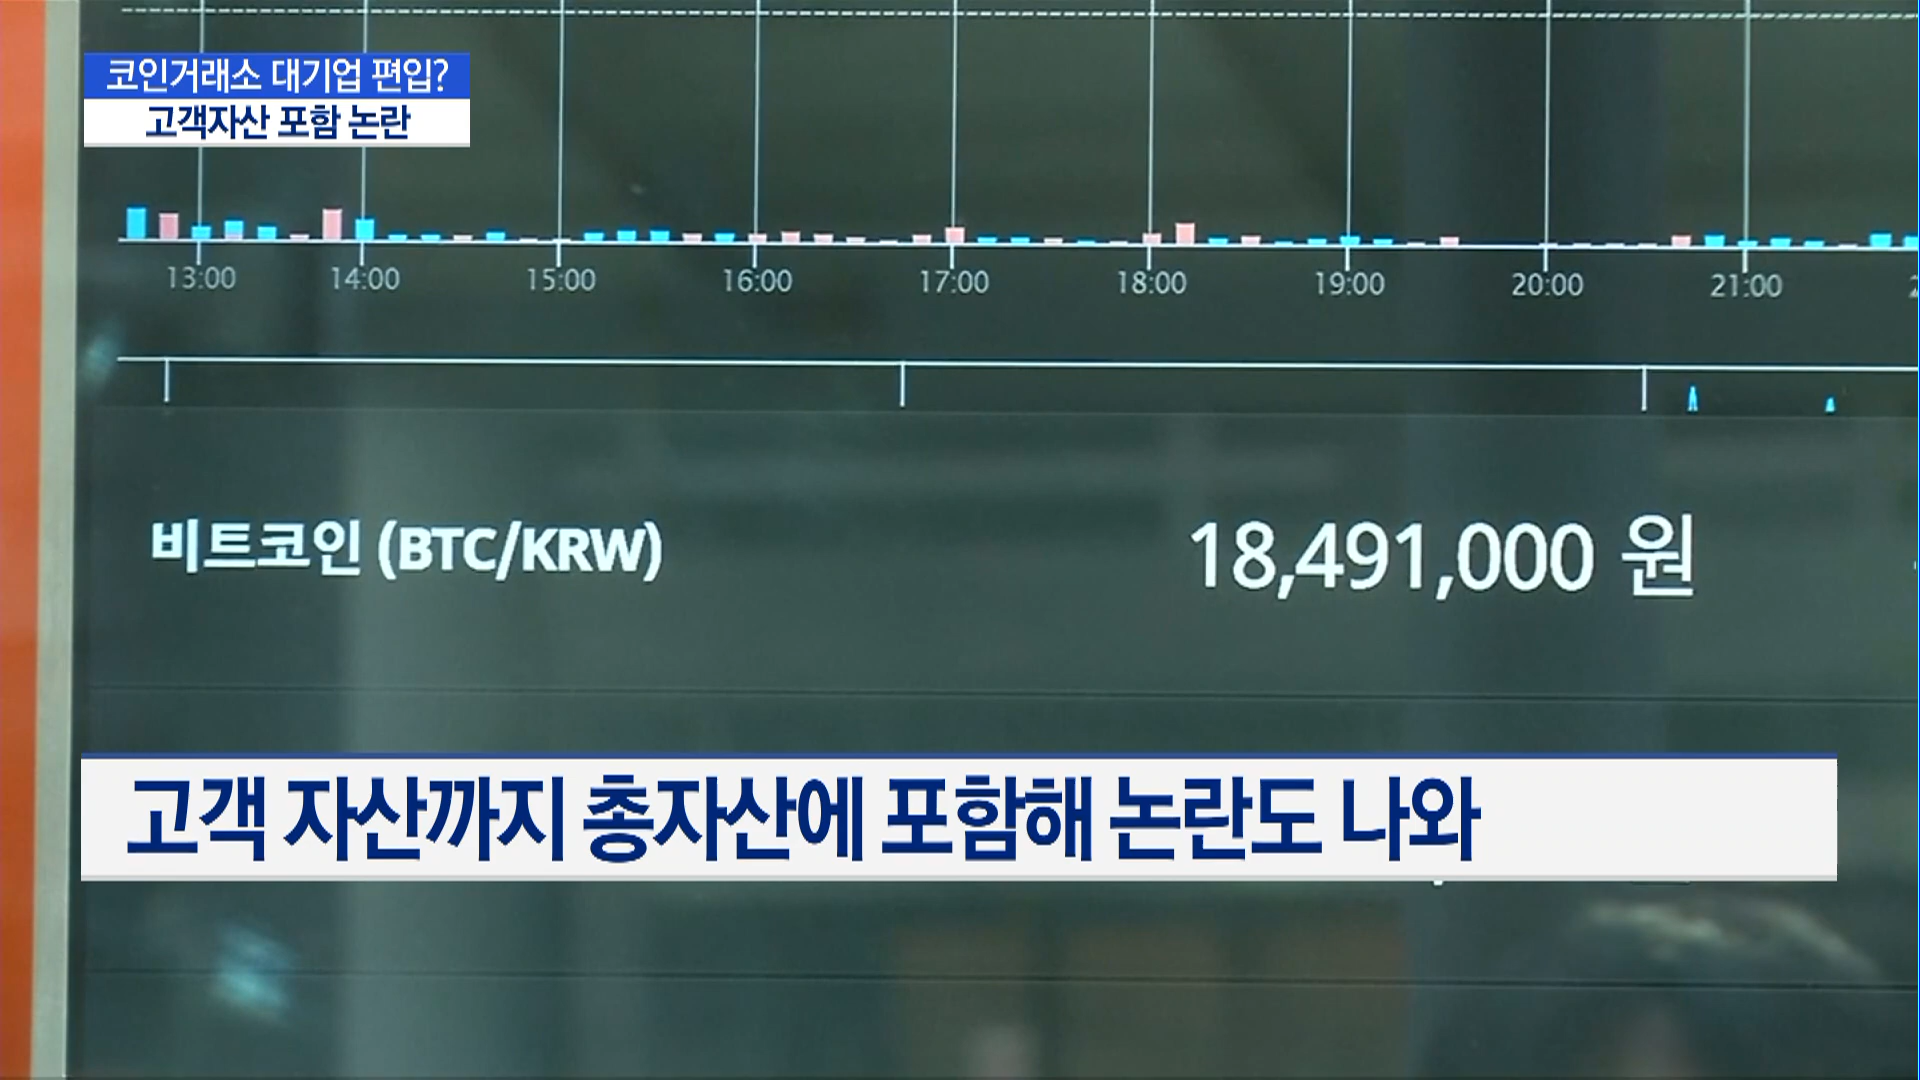 코인거래소 대기업 편입?
고객자산 포함 논란
13:00 14:00 15:00 16:00 17:00 18:00 19:00 20:00 21:00
비트코인 (BTC/KRW) 18,491,000 원
고객 자산까지 총자산에 포함해 논란도 나와